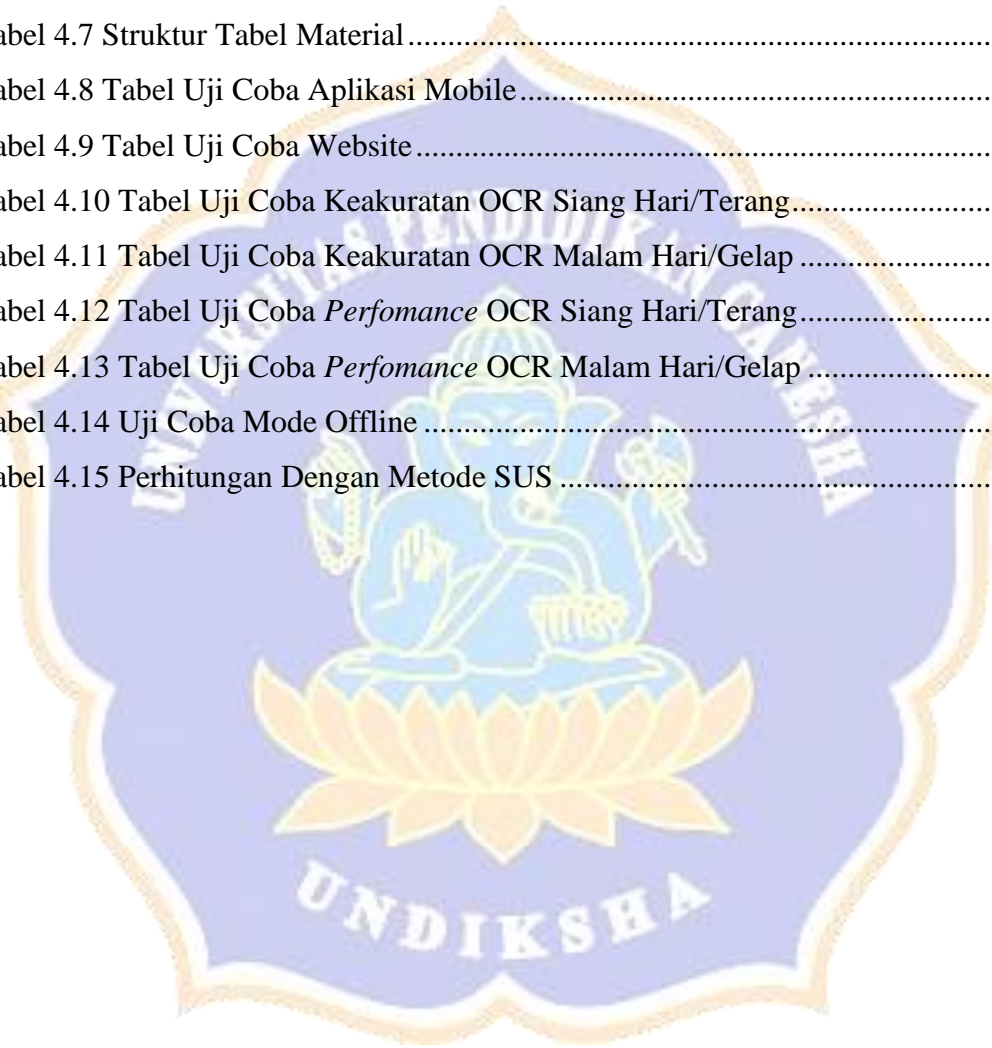 abel 4.7 Struktur Tabel Material....................................................................................
abel 4.8 Tabel Uji Coba Aplikasi Mobile....................................................................
abel 4.9 Tabel Uji Coba Website..................................................................................
abel 4.10 Tabel Uji Coba Keakuratan OCR Siang Hari/Terang.............................
abel 4.11 Tabel Uji Coba Keakuratan OCR Malam Hari/Gelap ............................
abel 4.12 Tabel Uji Coba Perfomance OCR Siang Hari/Terang............................
abel 4.13 Tabel Uji Coba Perfomance OCR Malam Hari/Gelap ..........................
abel 4.14 Uji Coba Mode Offline .................................................................................
abel 4.15 Perhitungan Dengan Metode SUS ..............................................................
UNIVERSITAS PENDIDIKAN GANESHA
UNDIKSHA